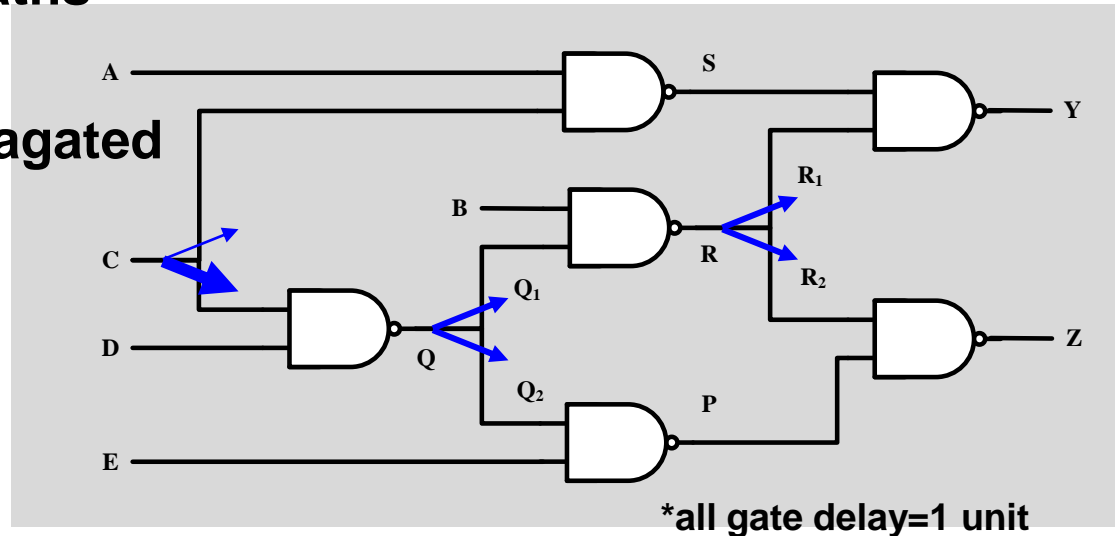 A
S
Y
agated
R₁
B
C
R
R₂
Q₁
D
Q
Z
Q₂
P
E
*all gate delay=1 unit